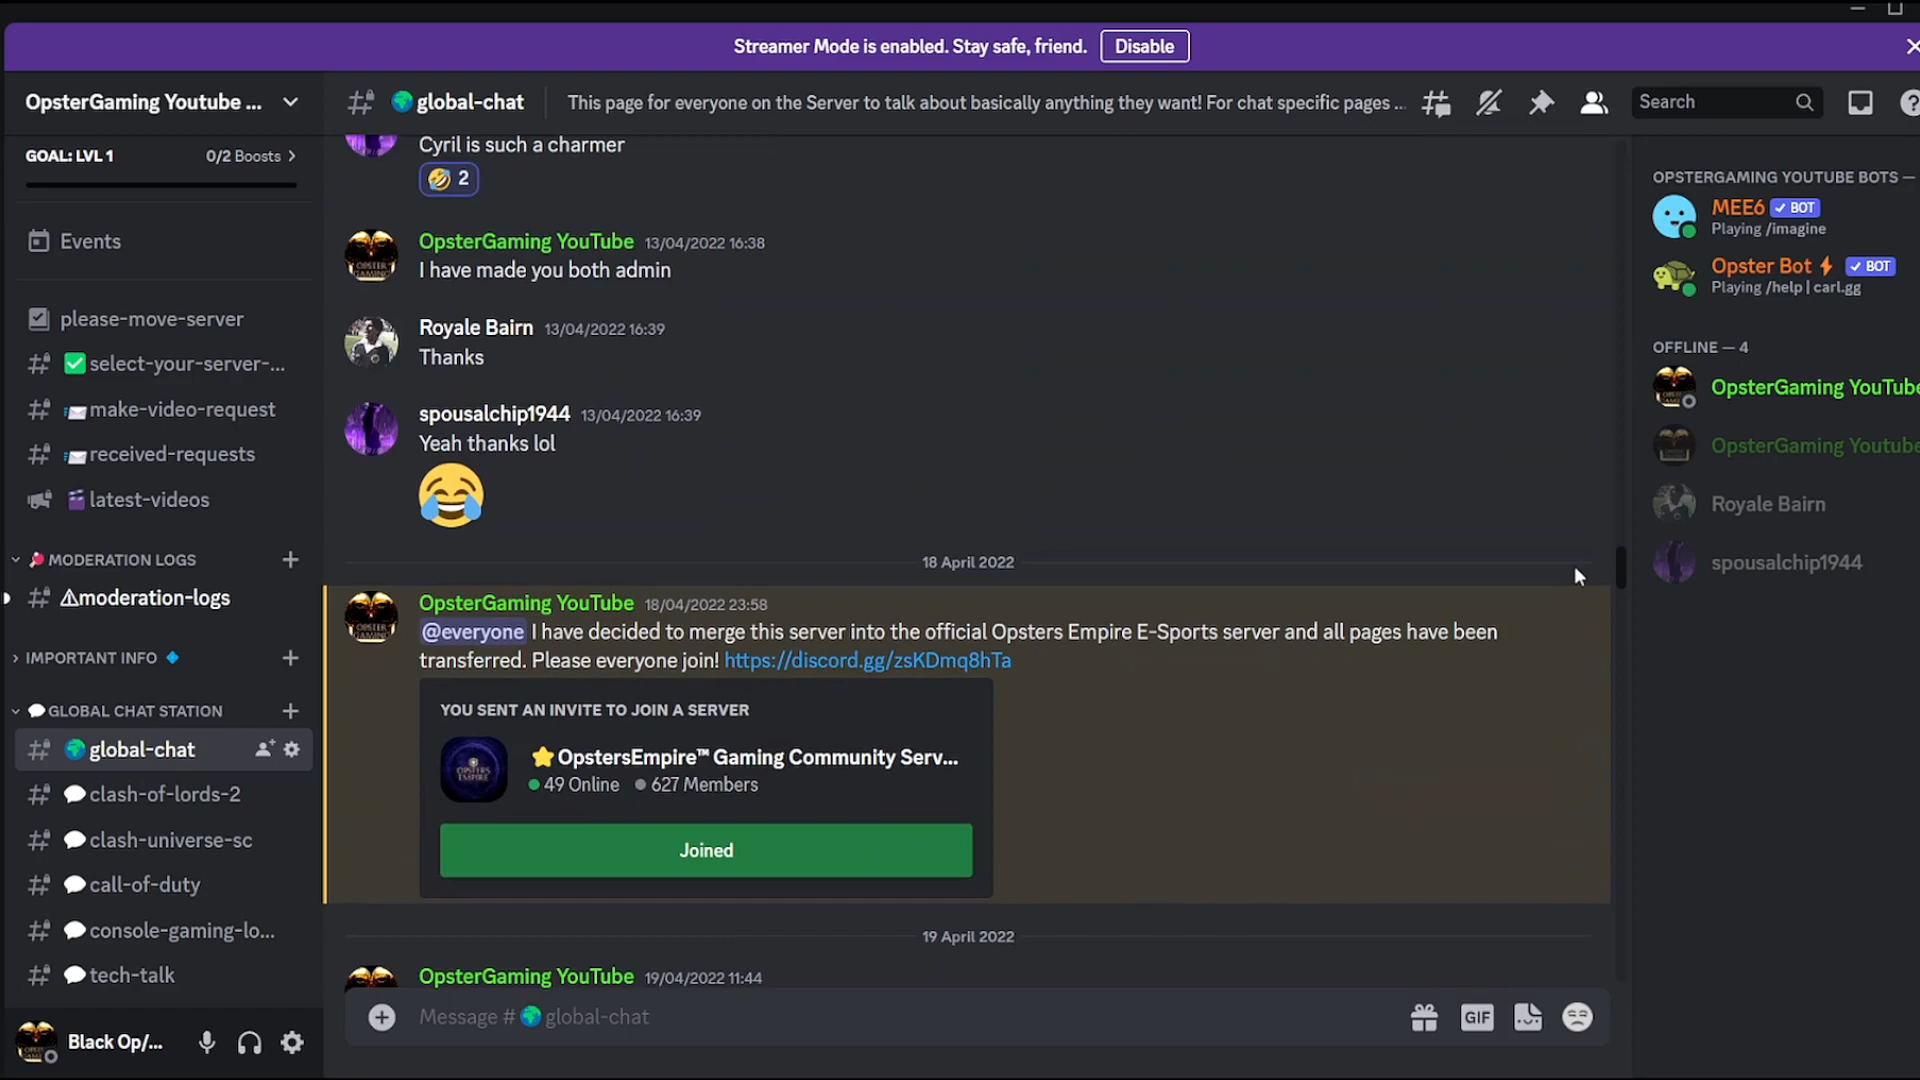 Streamer Mode is enabled. Stay safe, friend. Disable
OpsterGaming Youtube ...
GOAL: LVL 1 0/2 Boosts
Events
please-move-server
select-your-server-...
make-video-request
received-requests
latest-videos
MODERATION LOGS
moderation-logs
IMPORTANT INFO
GLOBAL CHAT STATION
global-chat
clash-of-lords-2
clash-universe-sc
call-of-duty
console-gaming-lo...
tech-talk
Black Op/...
global-chat This page for everyone on the Server to talk about basically anything they want! For chat specific pages ... Search
Cyril is such a charmer
2
OpsterGaming YouTube 13/04/2022 16:38
I have made you both admin
Royale Bairn 13/04/2022 16:39
Thanks
spousalchip1944 13/04/2022 16:39
Yeah thanks lol
18 April 2022
OpsterGaming YouTube 18/04/2022 23:58
@everyone I have decided to merge this server into the official Opsters Empire E-Sports server and all pages have been
transferred. Please everyone join! https://discord.gg/zsKDmq8hTa
YOU SENT AN INVITE TO JOIN A SERVER
OPSTERS
EMPIRE
OpstersEmpire™ Gaming Community Serv...
49 Online 627 Members
Joined
19 April 2022
OpsterGaming YouTube 19/04/2022 11:44
Message # global-chat
GIF
OPSTERGAMING YOUTUBE BOTS —
MEE6 BOT
Playing /imagine
Opster Bot BOT
Playing /help | carl.gg
OFFLINE — 4
OpsterGaming YouTube
OpsterGaming Youtube
Royale Bairn
spousalchip1944